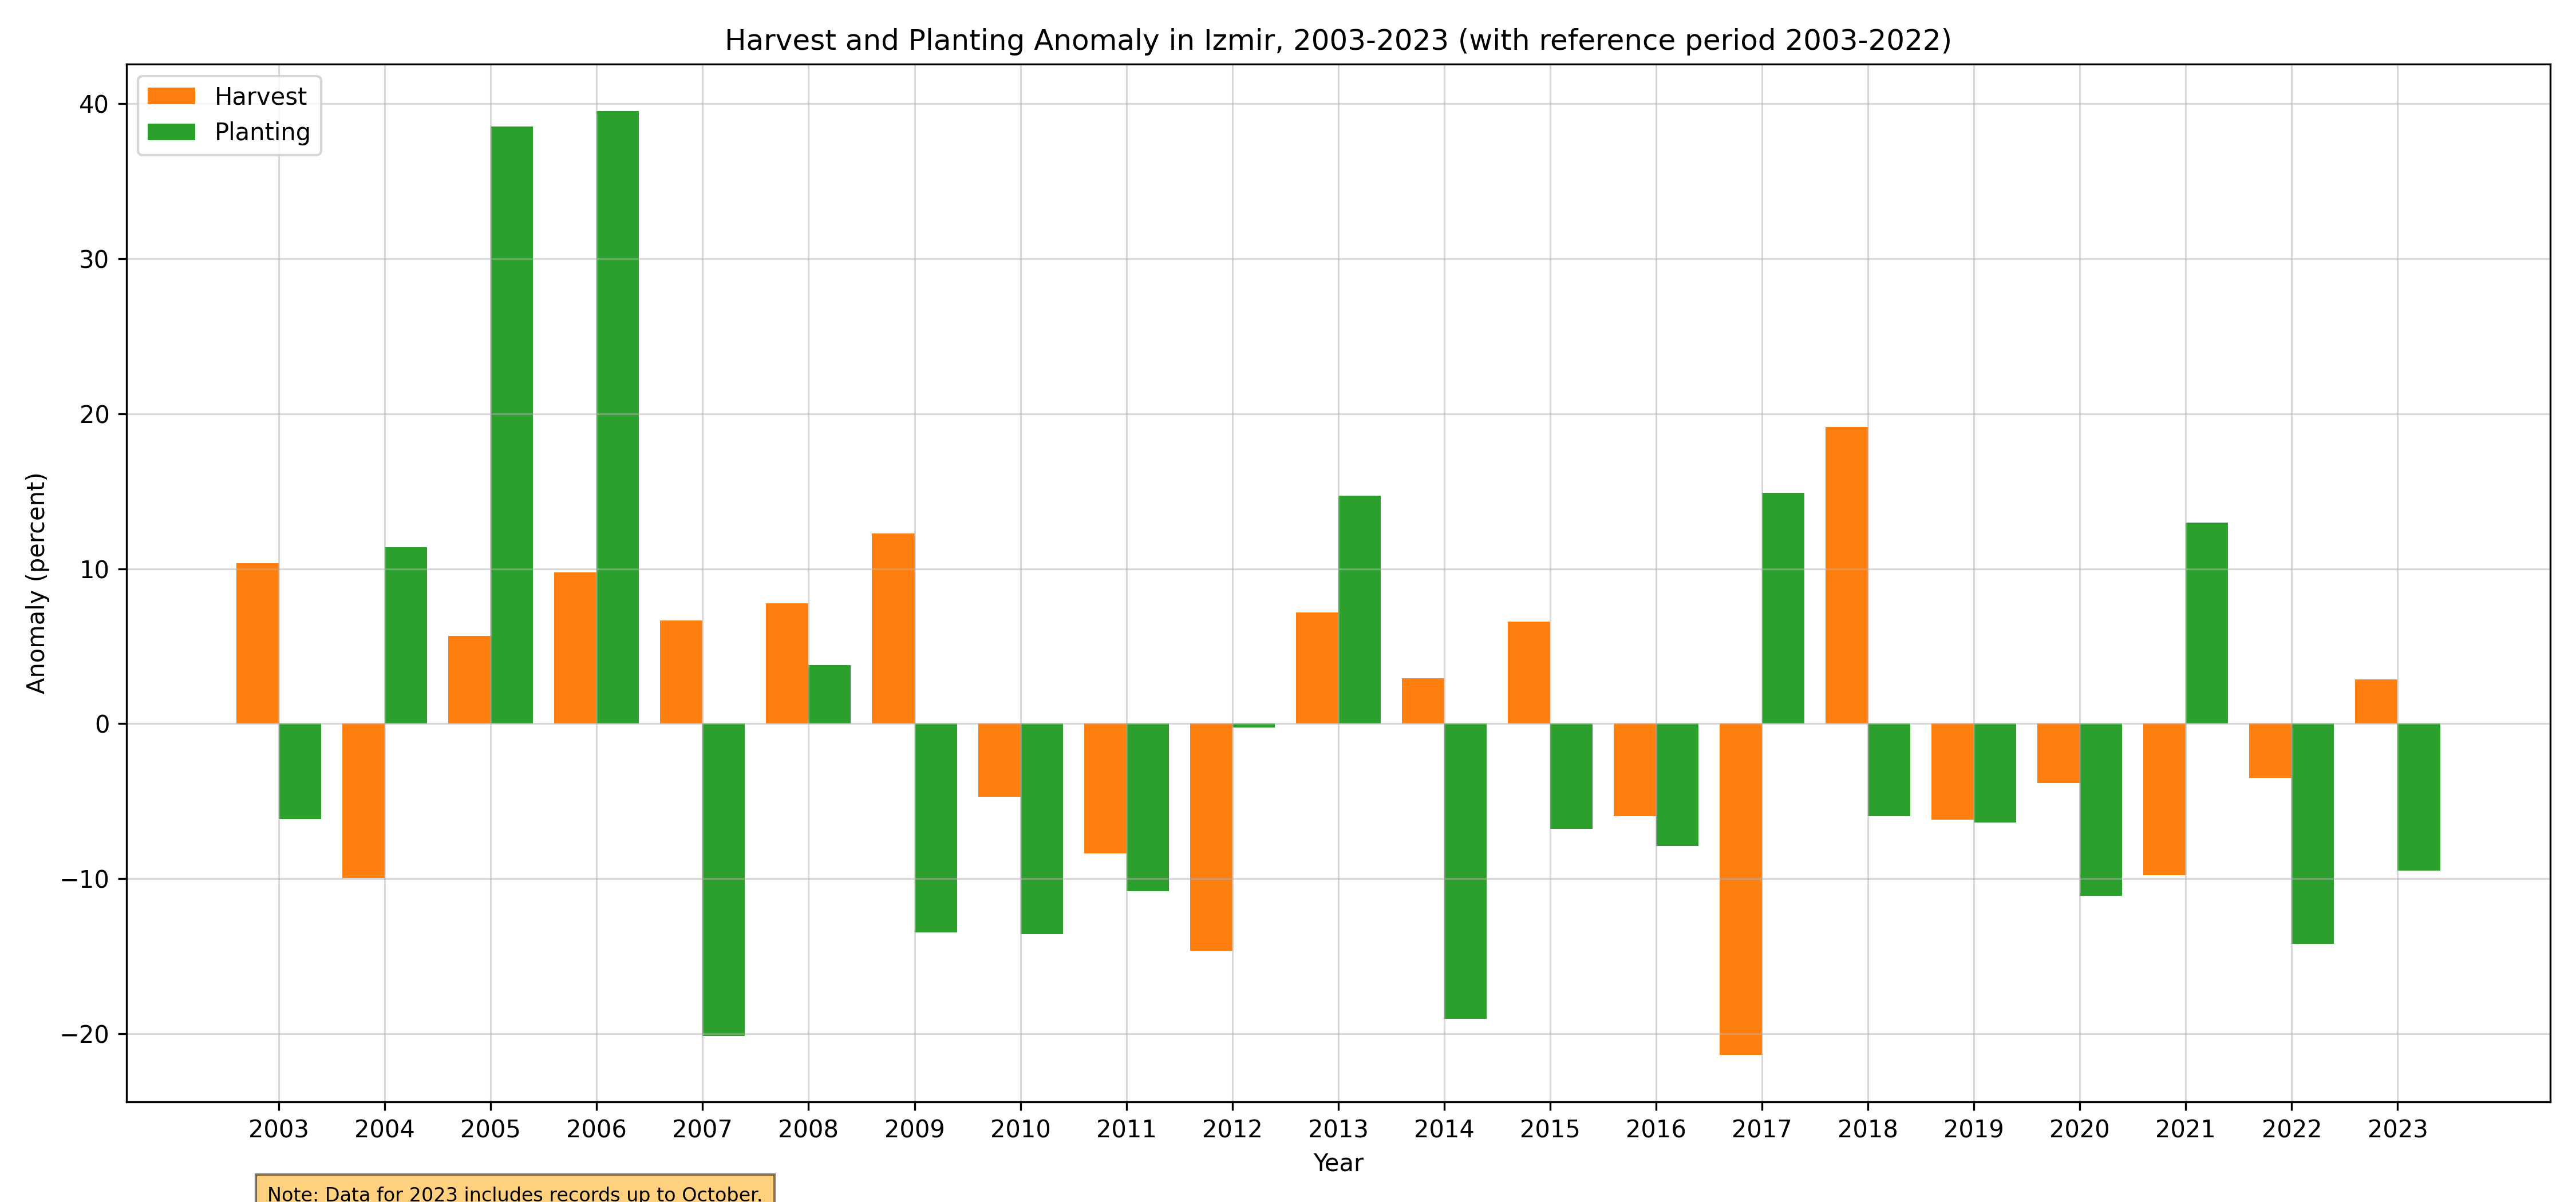 Harvest and Planting Anomaly in Izmir, 2003-2023 (with reference period 2003-2022)
Harvest
Planting
40
30
20
10
0
−10
−20
Anomaly (percent)
2003 2004 2005 2006 2007 2008 2009 2010 2011 2012 2013 2014 2015 2016 2017 2018 2019 2020 2021 2022 2023
Year
Note: Data for 2023 includes records up to October.